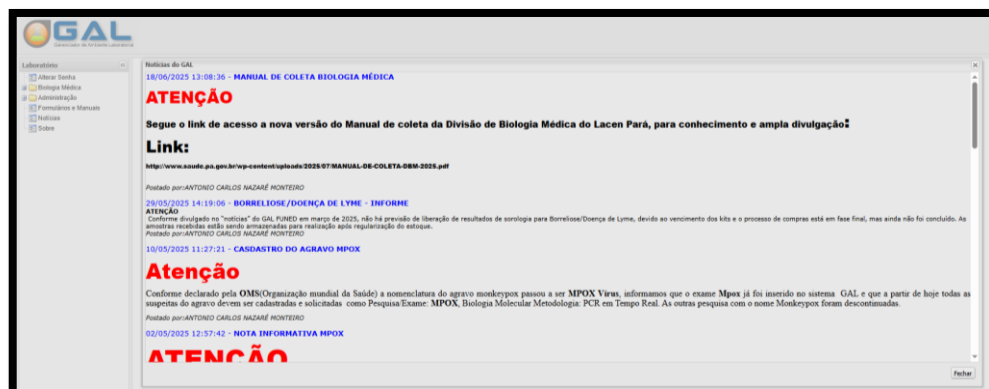 GAL
Gerenciador de Ambiente Laboratorial
Laboratório
Alterar Senha
Biologia Médica
Administração
Formulários e Manuais
Notícias
Sobre
Notícias do GAL
18/06/2025 13:08:36 - MANUAL DE COLETA BIOLOGIA MÉDICA
ATENÇÃO
Segue o link de acesso a nova versão do Manual de coleta da Divisão de Biologia Médica do Lacen Pará, para conhecimento e ampla divulgação:
Link:
http://www.saude.pa.gov.br/wp-content/uploads/2025/07/MANUAL-DE-COLETA-DBM-2025.pdf
Postado por:ANTONIO CARLOS NAZARÉ MONTEIRO
29/05/2025 14:19:06 - BORRELIOSE/DOENÇA DE LYME - INFORME
ATENÇÃO
Conforme divulgado no "notícias" do GAL FUNED em março de 2025, não há previsão de liberação de resultados de sorologia para Borreliose/Doença de Lyme, devido ao vencimento dos kits e o processo de compras está em fase final, mas ainda não foi concluído. As
amostras recebidas estão sendo armazenadas para realização após regularização do estoque.
Postado por:ANTONIO CARLOS NAZARÉ MONTEIRO
10/05/2025 11:27:21 - CASDASTRO DO AGRAVO MPOX
Atenção
Conforme declarado pela OMS(Organização mundial da Saúde) a nomenclatura do agravo monkeypox passou a ser MPOX Vírus, informamos que o exame Mpox já foi inserido no sistema GAL e que a partir de hoje todas as
suspeitas do agravo devem ser cadastradas e solicitadas como Pesquisa/Exame: MPOX, Biologia Molecular Metodologia: PCR em Tempo Real. As outras pesquisa com o nome Monkeypox foram descontinuadas.
Postado por:ANTONIO CARLOS NAZARÉ MONTEIRO
02/05/2025 12:57:42 - NOTA INFORMATIVA MPOX
ATENÇÃO
Fechar